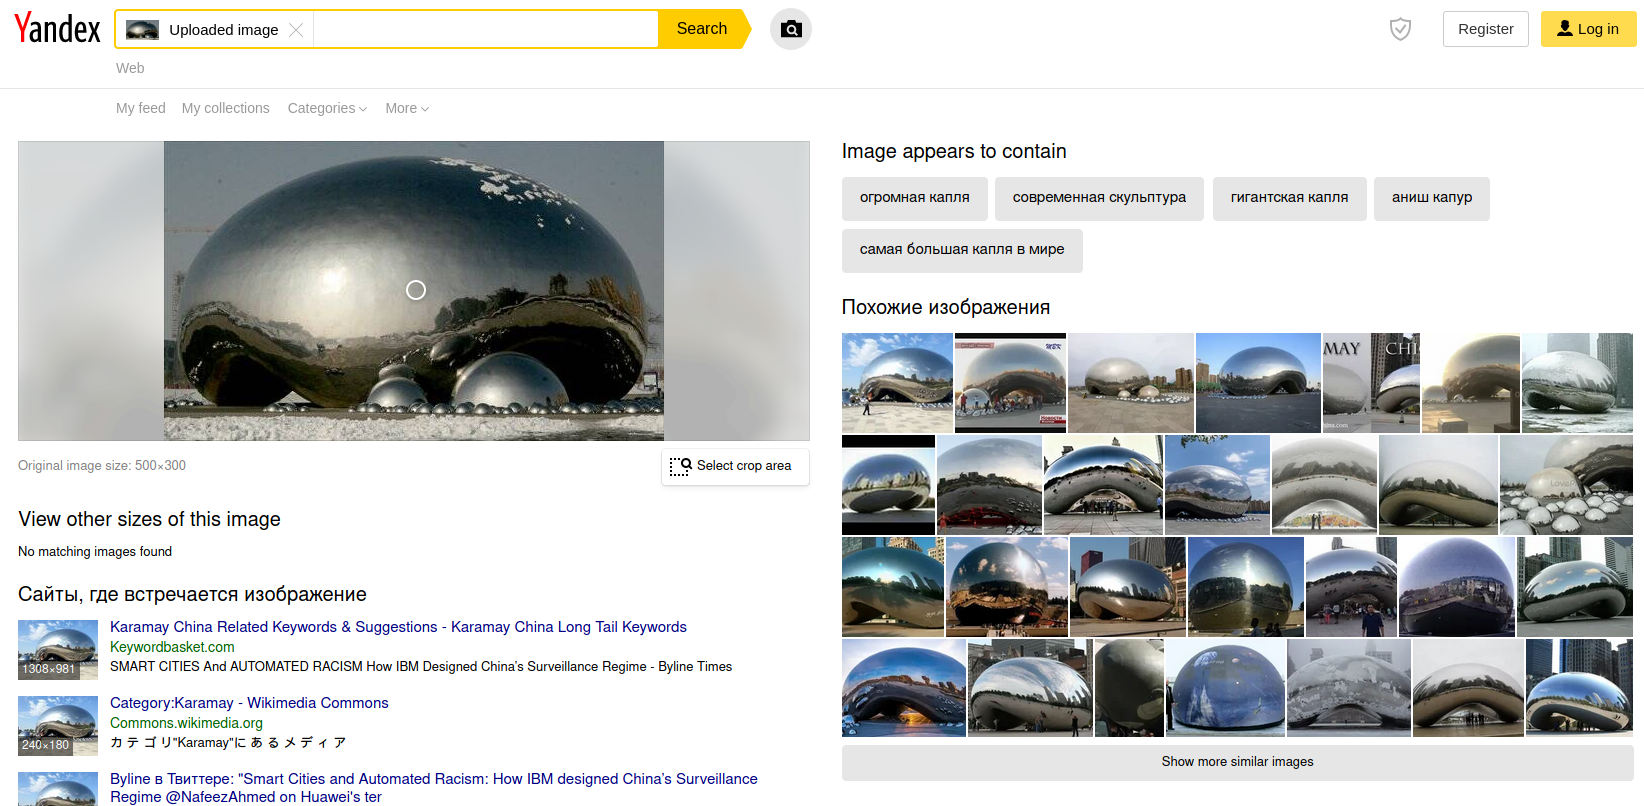 Yandex
Uploaded image
Search
Register
Log in
Web
My feed My collections Categories More
Image appears to contain
огромная капля современная скульптура гигантская капля аниш капур
самая большая капля в мире
Похожие изображения
MAY CHI
Original image size: 500×300
Select crop area
View other sizes of this image
No matching images found
Сайты, где встречается изображение
Karamay China Related Keywords & Suggestions - Karamay China Long Tail Keywords
Keywordbasket.com
SMART CITIES And AUTOMATED RACISM How IBM Designed China's Surveillance Regime - Byline Times
1308×981
Category:Karamay - Wikimedia Commons
Commons.wikimedia.org
カテゴリ"Karamay"にあるメディア
240×180
Byline в Твиттере: "Smart Cities and Automated Racism: How IBM designed China's Surveillance
Regime @NafeezAhmed on Huawei's ter
Show more similar images